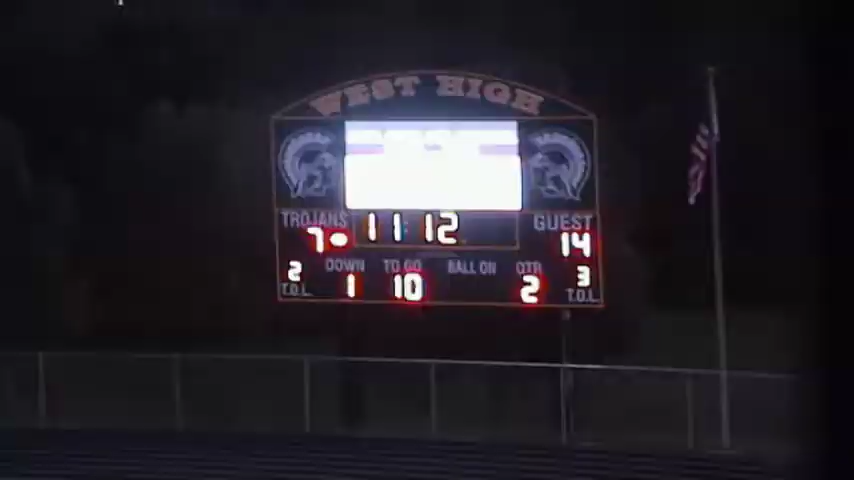 WEST HIGH
TROJANS 11:12 GUEST
7 14
2 DOWN TO GO BALL ON QTR 3
T.O.L. 1 10 2 T.O.L.